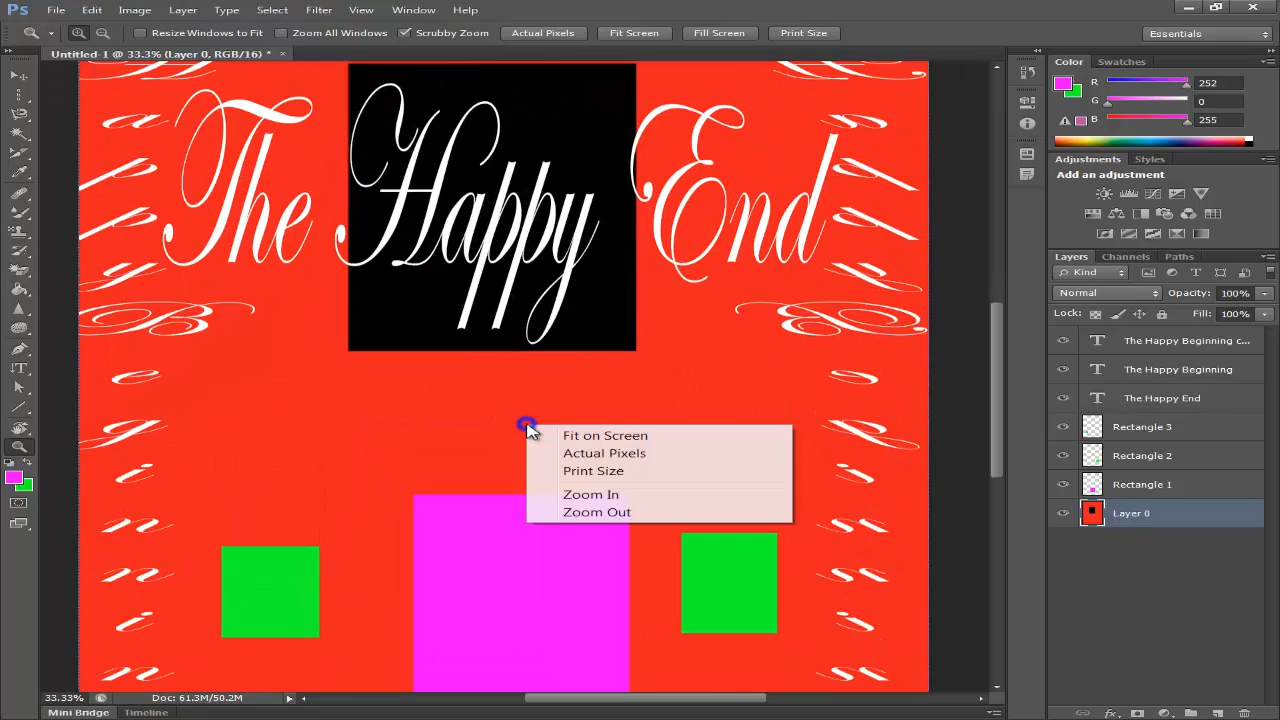 Ps File Edit Image Layer Type Select Filter View Window Help
Resize Windows to Fit Zoom All Windows Scrubby Zoom Actual Pixels Fit Screen Fill Screen Print Size Essentials
Untitled-1 @ 33.3% (Layer 0, RGB/16) * ×
The Happy End
Fit on Screen
Actual Pixels
Print Size
Zoom In
Zoom Out
Color Swatches
R 252
G 0
B 255
Adjustments Styles
Add an adjustment
Layers Channels Paths
Kind
Normal Opacity: 100%
Lock: Fill: 100%
T The Happy Beginning c...
T The Happy Beginning
T The Happy End
Rectangle 3
Rectangle 2
Rectangle 1
Layer 0
33.33% Doc: 61.3M/50.2M
Mini Bridge Timeline